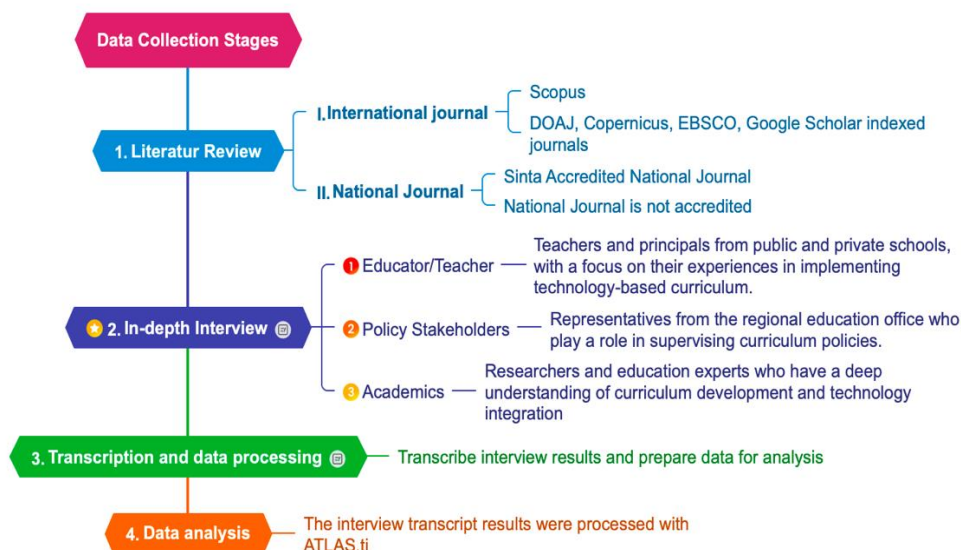 Data Collection Stages
1. Literatur Review
I. International journal
Scopus
DOAJ, Copernicus, EBSCO, Google Scholar indexed
journals
II. National Journal
Sinta Accredited National Journal
National Journal is not accredited
2. In-depth Interview
1 Educator/Teacher
Teachers and principals from public and private schools,
with a focus on their experiences in implementing
technology-based curriculum.
2 Policy Stakeholders
Representatives from the regional education office who
play a role in supervising curriculum policies.
3 Academics
Researchers and education experts who have a deep
understanding of curriculum development and technology
integration
3. Transcription and data processing
Transcribe interview results and prepare data for analysis
4. Data analysis
The interview transcript results were processed with
ATLAS.ti